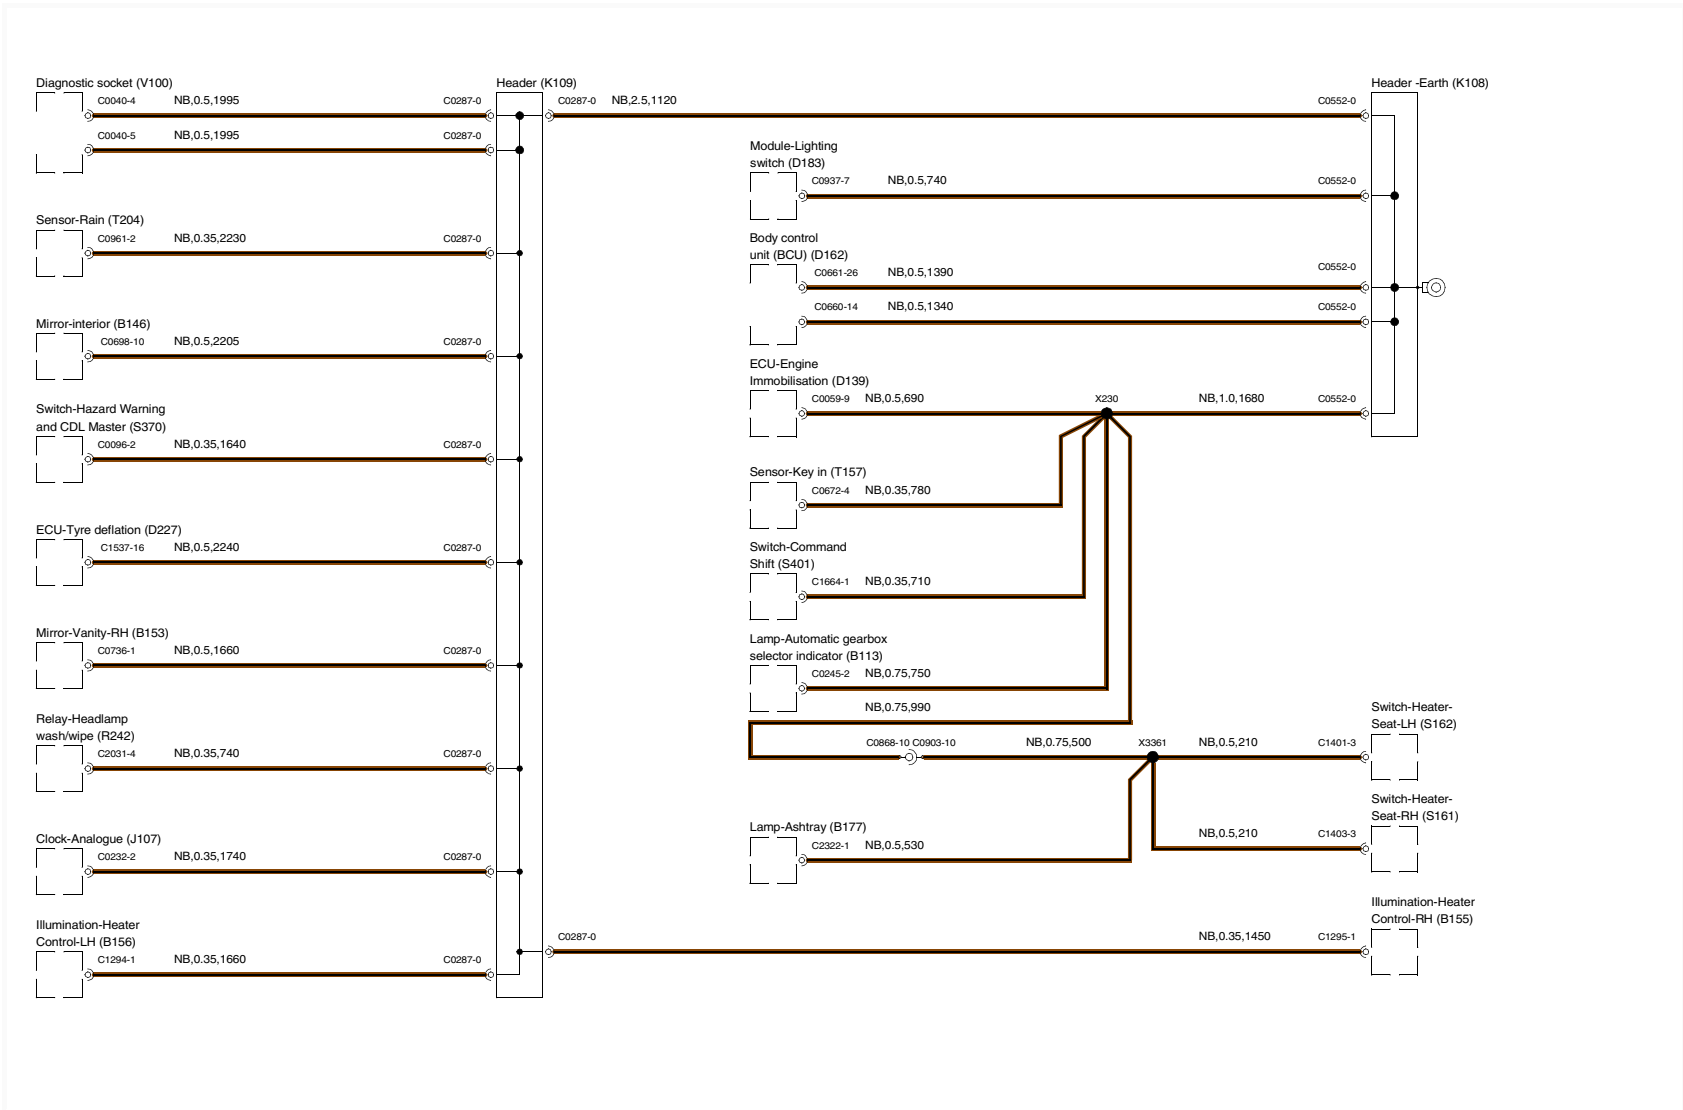 Diagnostic socket (V100)
C0040-4 NB,0.5,1995 C0287-0
C0040-5 NB,0.5,1995 C0287-0
Sensor-Rain (T204)
C0961-2 NB,0.35,2230 C0287-0
Mirror-interior (B146)
C0698-10 NB,0.5,2205 C0287-0
Switch-Hazard Warning
and CDL Master (S370)
C0096-2 NB,0.35,1640 C0287-0
ECU-Tyre deflation (D227)
C1537-16 NB,0.5,2240 C0287-0
Mirror-Vanity-RH (B153)
C0736-1 NB,0.5,1660 C0287-0
Relay-Headlamp
wash/wipe (R242)
C2031-4 NB,0.35,740 C0287-0
Clock-Analogue (J107)
C0232-2 NB,0.35,1740 C0287-0
Illumination-Heater
Control-LH (B156)
C1294-1 NB,0.35,1660 C0287-0
Header (K109)
C0287-0 NB,2.5,1120 C0552-0
Header -Earth (K108)
Module-Lighting
switch (D183)
C0937-7 NB,0.5,740 C0552-0
Body control
unit (BCU) (D162)
C0661-26 NB,0.5,1390 C0552-0
C0660-14 NB,0.5,1340 C0552-0
ECU-Engine
Immobilisation (D139)
C0059-9 NB,0.5,690 X230 NB,1.0,1680 C0552-0
Sensor-Key in (T157)
C0672-4 NB,0.35,780
Switch-Command
Shift (S401)
C1664-1 NB,0.35,710
Lamp-Automatic gearbox
selector indicator (B113)
C0245-2 NB,0.75,750
NB,0.75,990
C0868-10 C0903-10 NB,0.75,500 X3361 NB,0.5,210 C1401-3
Switch-Heater-
Seat-LH (S162)
Switch-Heater-
Seat-RH (S161)
NB,0.5,210 C1403-3
Lamp-Ashtray (B177)
C2322-1 NB,0.5,530
Illumination-Heater
Control-RH (B155)
C0287-0 NB,0.35,1450 C1295-1